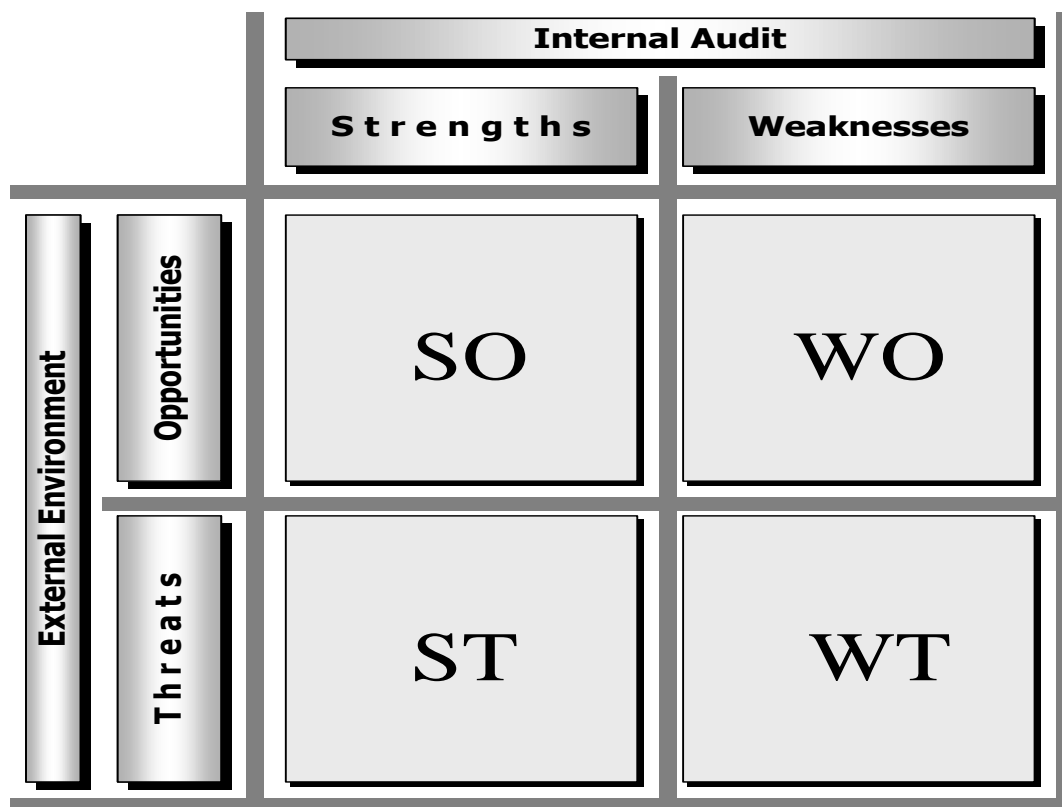 Internal Audit
Strengths
Weaknesses
External Environment
Opportunities
SO
WO
Threats
ST
WT